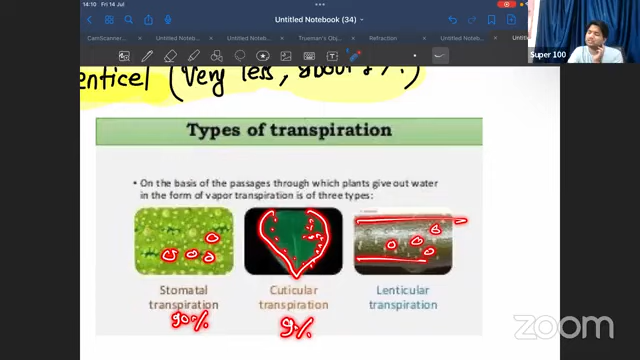 14:10 Fri 14 Jul
Untitled Notebook (34)
CamScanner... Untitled Noteb... Untitled Noteb... Trueman's Obj... Refraction Untitled Noteb... Untit
Super 100
enticel (Very less, about 1%.)
Types of transpiration
• On the basis of the passages through which plants give out water
in the form of vapor transpiration is of three types:
Stomatal Cuticular Lenticular
transpiration transpiration transpiration
90% 9%
zoom